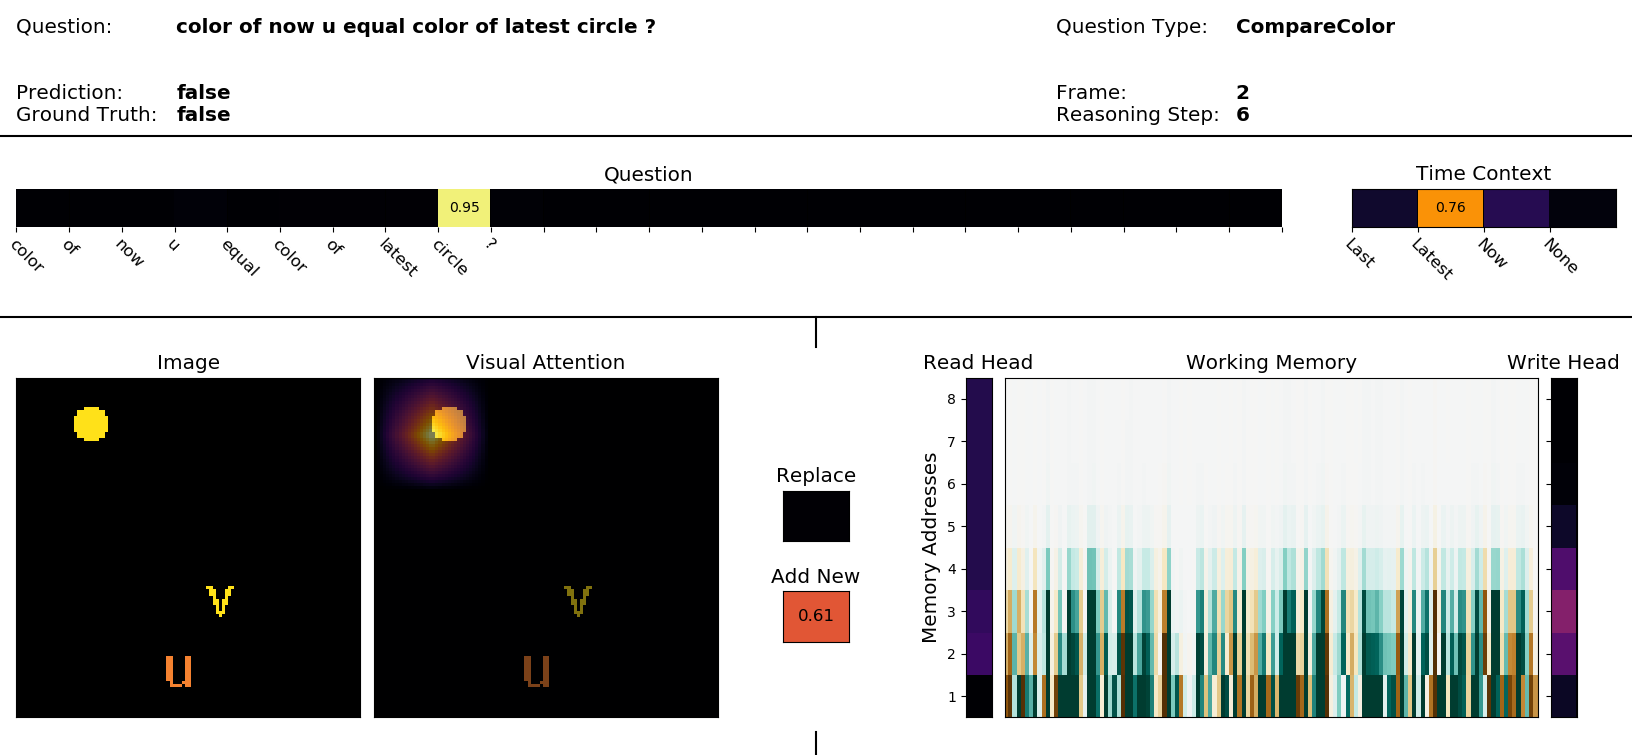 Question: color of now u equal color of latest circle ?
Question Type: CompareColor
Prediction: false
Ground Truth: false
Frame: 2
Reasoning Step: 6
Question
0.95
color of now u equal color of latest circle ?
Time Context
0.76
Last Latest Now None
Image
Visual Attention
v
u
Replace
Add New
0.61
Read Head
Working Memory
Write Head
Memory Addresses
8
7
6
5
4
3
2
1